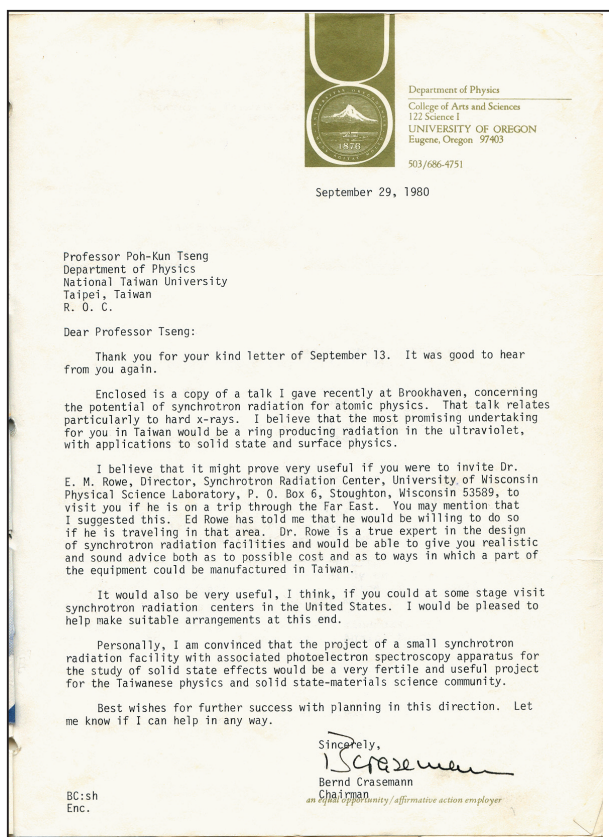 Department of Physics
College of Arts and Sciences
122 Science I
UNIVERSITY OF OREGON
Eugene, Oregon 97403
503/686-4751
1876
September 29, 1980
Professor Poh-Kun Tseng
Department of Physics
National Taiwan University
Taipei, Taiwan
R. O. C.
Dear Professor Tseng:
Thank you for your kind letter of September 13. It was good to hear
from you again.
Enclosed is a copy of a talk I gave recently at Brookhaven, concerning
the potential of synchrotron radiation for atomic physics. That talk relates
particularly to hard x-rays. I believe that the most promising undertaking
for you in Taiwan would be a ring producing radiation in the ultraviolet,
with applications to solid state and surface physics.
I believe that it might prove very useful if you were to invite Dr.
E. M. Rowe, Director, Synchrotron Radiation Center, University of Wisconsin
Physical Science Laboratory, P. O. Box 6, Stoughton, Wisconsin 53589, to
visit you if he is on a trip through the Far East. You may mention that
I suggested this. Ed Rowe has told me that he would be willing to do so
if he is traveling in that area. Dr. Rowe is a true expert in the design
of synchrotron radiation facilities and would be able to give you realistic
and sound advice both as to possible cost and as to ways in which a part of
the equipment could be manufactured in Taiwan.
It would also be very useful, I think, if you could at some stage visit
synchrotron radiation centers in the United States. I would be pleased to
help make suitable arrangements at this end.
Personally, I am convinced that the project of a small synchrotron
radiation facility with associated photoelectron spectroscopy apparatus for
the study of solid state effects would be a very fertile and useful project
for the Taiwanese physics and solid state-materials science community.
Best wishes for further success with planning in this direction. Let
me know if I can help in any way.
Sincerely,
BCrasemann
Bernd Crasemann
Chairman
an equal opportunity/affirmative action employer
BC:sh
Enc.